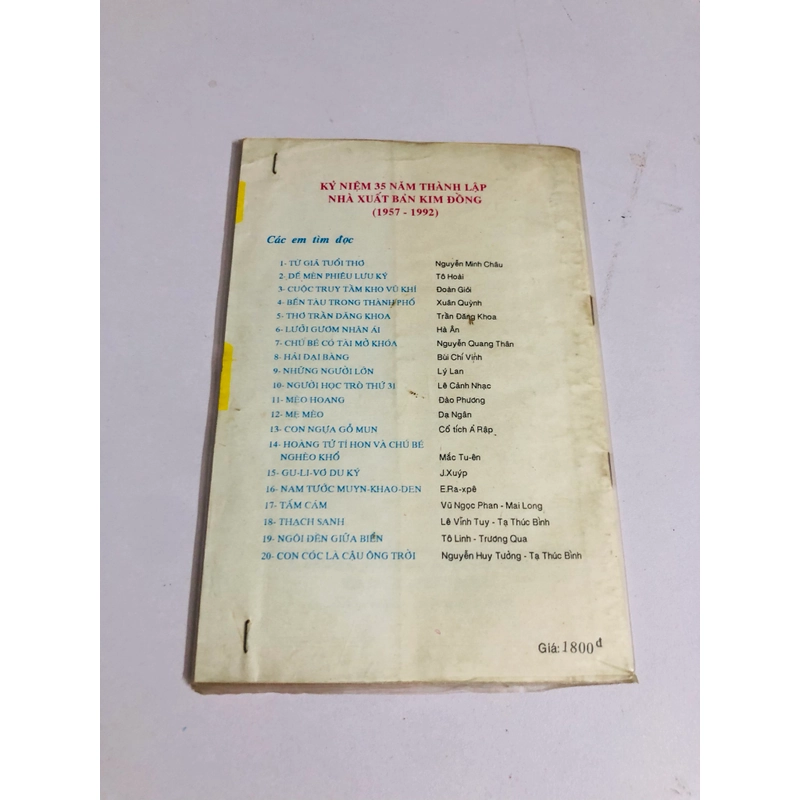 KỶ NIỆM 35 NĂM THÀNH LẬP
NHÀ XUẤT BẢN KIM ĐỒNG
(1957 - 1992)
Các em tìm đọc
1- TỪ GIÃ TUỔI THƠ Nguyễn Minh Châu
2- DẾ MÈN PHIÊU LƯU KÝ Tô Hoài
3- CUỘC TRUY TẦM KHO VŨ KHÍ Đoàn Giỏi
4- BẾN TÀU TRONG THÀNH PHỐ Xuân Quỳnh
5- THƠ TRẦN ĐĂNG KHOA Trần Đăng Khoa
6- LƯỠI GƯƠM NHÂN ÁI Hà Ân
7- CHÚ BÉ CÓ TÀI MỞ KHÓA Nguyễn Quang Thân
8- HẢI ĐẠI BÀNG Bùi Chí Vịnh
9- NHỮNG NGƯỜI LỚN Lý Lan
10- NGƯỜI HỌC TRÒ THỨ 31 Lê Cảnh Nhạc
11- MÈO HOANG Đào Phương
12- MẸ MÈO Dạ Ngân
13- CON NGỰA GỖ MUN Cổ tích Ả Rập
14- HOÀNG TỬ TÍ HON VÀ CHÚ BÉ
NGHÈO KHỔ Mắc Tu-ên
15- GU-LI-VƠ DU KÝ J.Xuýp
16- NAM TƯỚC MUYN-KHAO-DEN E.Ra-xpê
17- TẤM CÁM Vũ Ngọc Phan - Mai Long
18- THẠCH SANH Lê Vĩnh Tuy - Tạ Thúc Bình
19- NGÔI ĐỀN GIỮA BIỂN Tô Linh - Trương Qua
20- CON CÓC LÀ CẬU ÔNG TRỜI Nguyễn Huy Tưởng - Tạ Thúc Bình
Giá: 1800đ